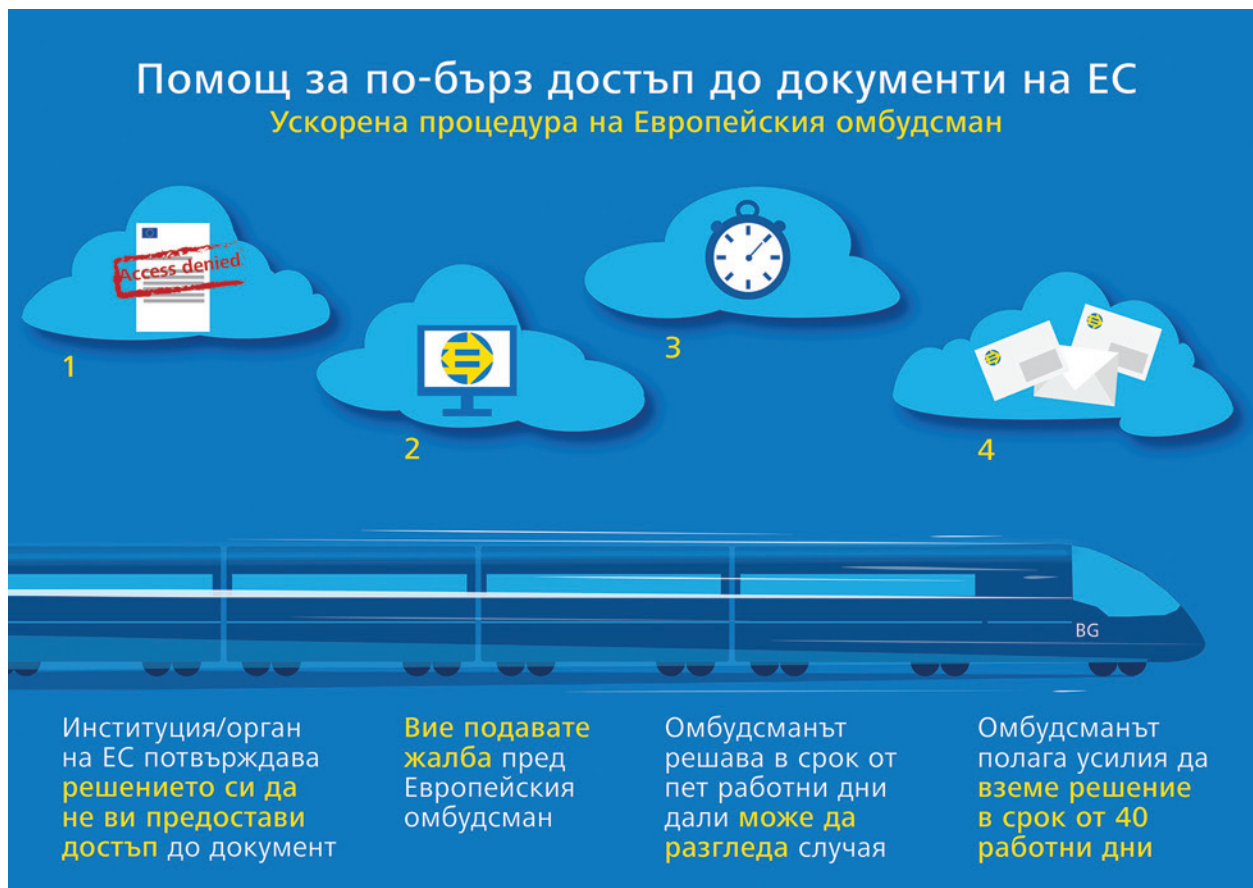 Помощ за по-бърз достъп до документи на ЕС
Ускорена процедура на Европейския омбудсман
Access denied
1
2
3
4
BG
Институция/орган
на ЕС потвърждава
решението си да
не ви предостави
достъп до документ
Вие подавате
жалба пред
Европейския
омбудсман
Омбудсманът
решава в срок от
пет работни дни
дали може да
разгледа случая
Омбудсманът
полага усилия да
вземе решение
в срок от 40
работни дни